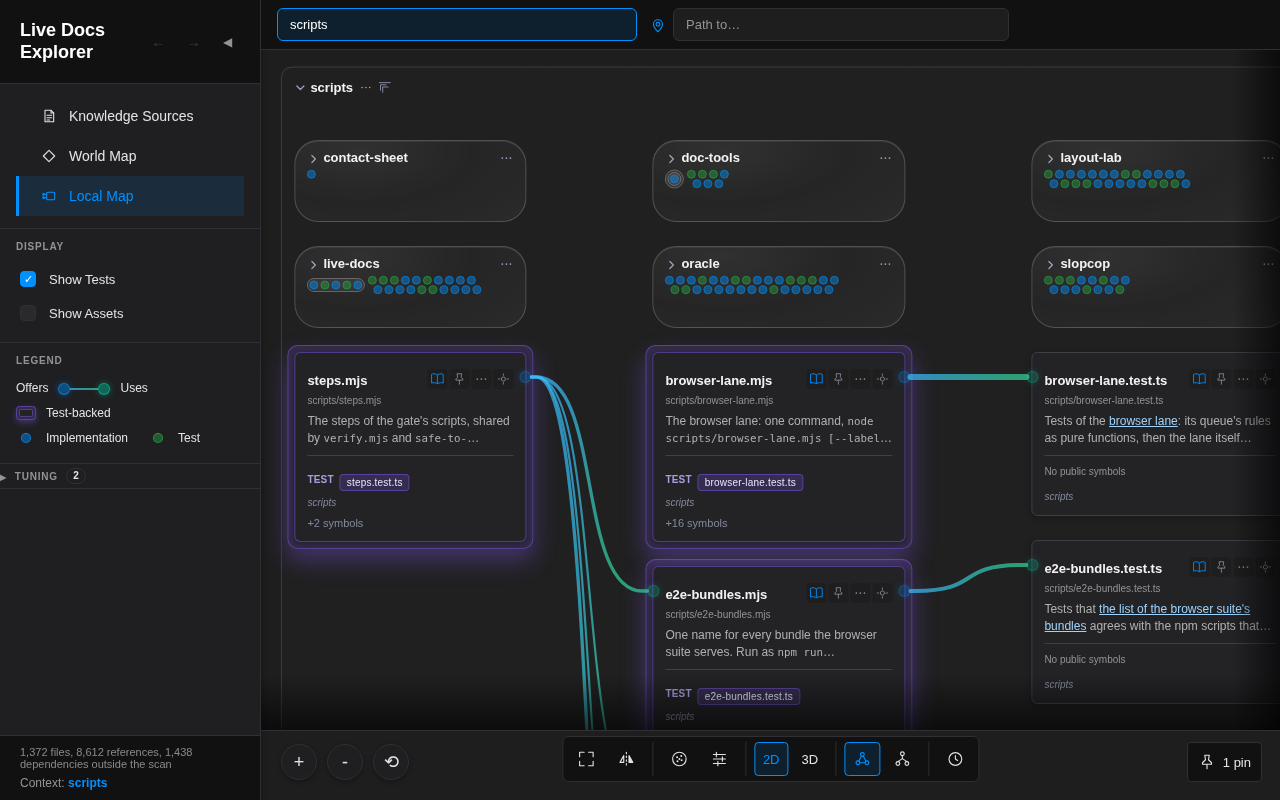 Live Docs
Explorer
← → ◀
Knowledge Sources
World Map
Local Map
DISPLAY
Show Tests
Show Assets
LEGEND
Offers Uses
Test-backed
Implementation Test
TUNING 2
1,372 files, 8,612 references, 1,438
dependencies outside the scan
Context: scripts
scripts
Path to…
scripts ···
contact-sheet ···
doc-tools ···
layout-lab ···
live-docs ···
oracle ···
slopcop ···
steps.mjs ···
scripts/steps.mjs
The steps of the gate's scripts, shared
by verify.mjs and safe-to-…
TEST steps.test.ts
scripts
+2 symbols
browser-lane.mjs ···
scripts/browser-lane.mjs
The browser lane: one command, node
scripts/browser-lane.mjs [--label…
TEST browser-lane.test.ts
scripts
+16 symbols
browser-lane.test.ts ···
scripts/browser-lane.test.ts
Tests of the browser lane: its queue's rules
as pure functions, then the lane itself…
No public symbols
scripts
e2e-bundles.mjs ···
scripts/e2e-bundles.mjs
One name for every bundle the browser
suite serves. Run as npm run…
TEST e2e-bundles.test.ts
scripts
e2e-bundles.test.ts ···
scripts/e2e-bundles.test.ts
Tests that the list of the browser suite's
bundles agrees with the npm scripts that…
No public symbols
scripts
+ - ⟲
2D 3D
1 pin